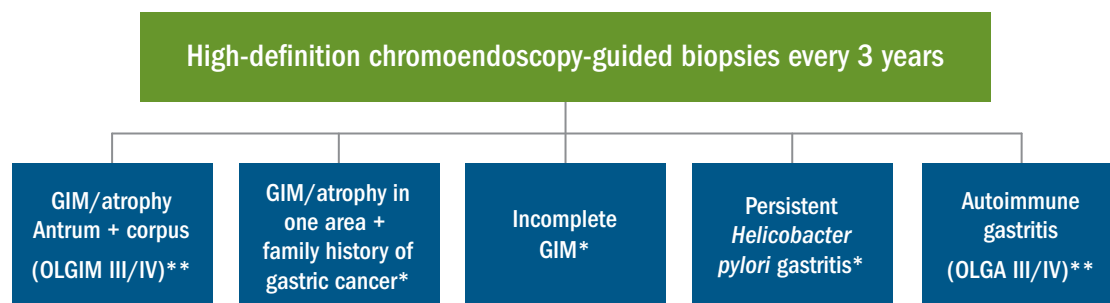 High-definition chromoendoscopy-guided biopsies every 3 years
GIM/atrophy
Antrum + corpus
(OLGIM III/IV)**
GIM/atrophy in
one area +
family history of
gastric cancer*
Incomplete
GIM*
Persistent
Helicobacter
pylori gastritis*
Autoimmune
gastritis
(OLGA III/IV)**